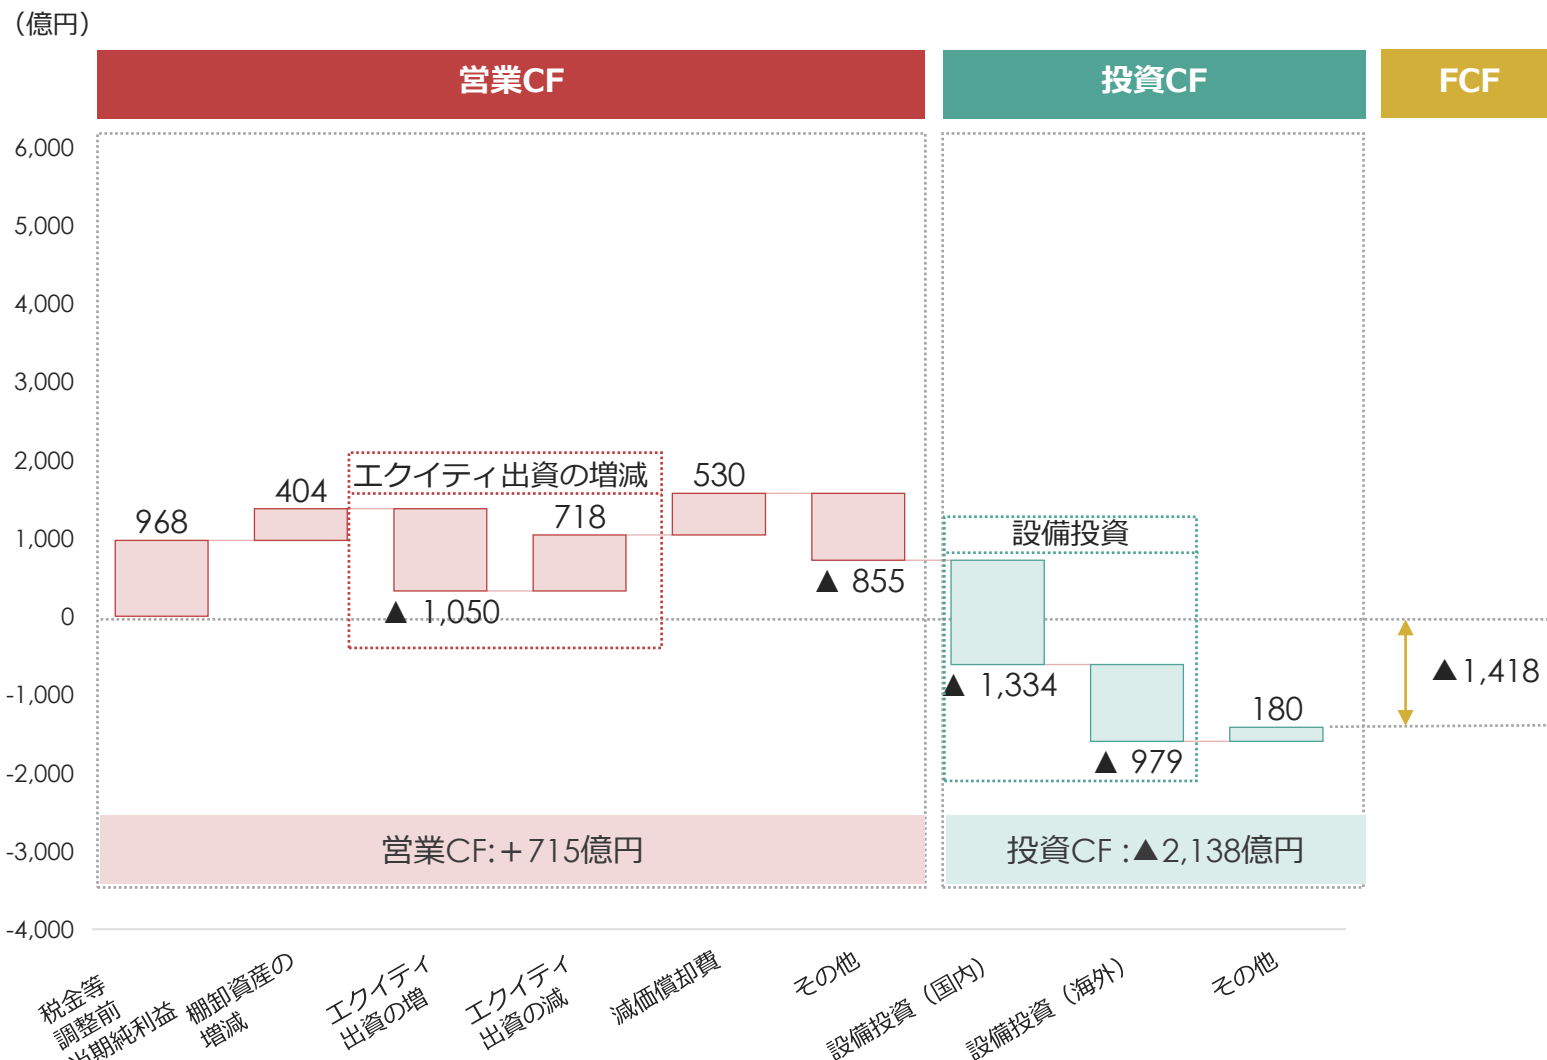 （億円）
営業CF
投資CF
FCF
6,000
5,000
4,000
3,000
2,000
1,000
0
-1,000
-2,000
-3,000
-4,000
968
404
エクイティ出資の増減
▲ 1,050
718
530
▲ 855
設備投資
▲ 1,334
▲ 979
180
▲1,418
営業CF:＋715億円
投資CF :▲2,138億円
税金等
調整前
当期純利益
棚卸資産の
増減
エクイティ
出資の増
エクイティ
出資の減
減価償却費
その他
設備投資（国内）
設備投資（海外）
その他